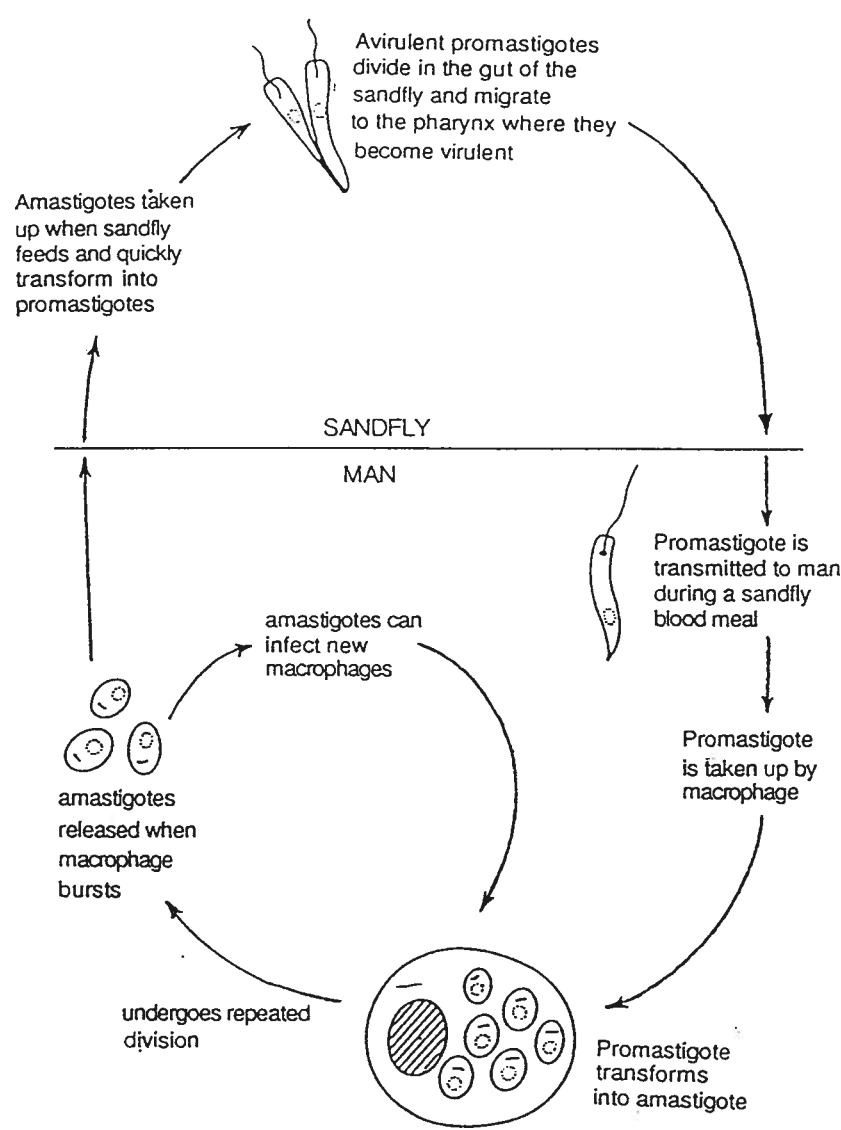 Avirulent promastigotes
divide in the gut of the
sandfly and migrate
to the pharynx where they
become virulent
Amastigotes taken
up when sandfly
feeds and quickly
transform into
promastigotes
SANDFLY
MAN
Promastigote is
transmitted to man
during a sandfly
blood meal
amastigotes can
infect new
macrophages
Promastigote
is taken up by
macrophage
amastigotes
released when
macrophage
bursts
undergoes repeated
division
Promastigote
transforms
into amastigote